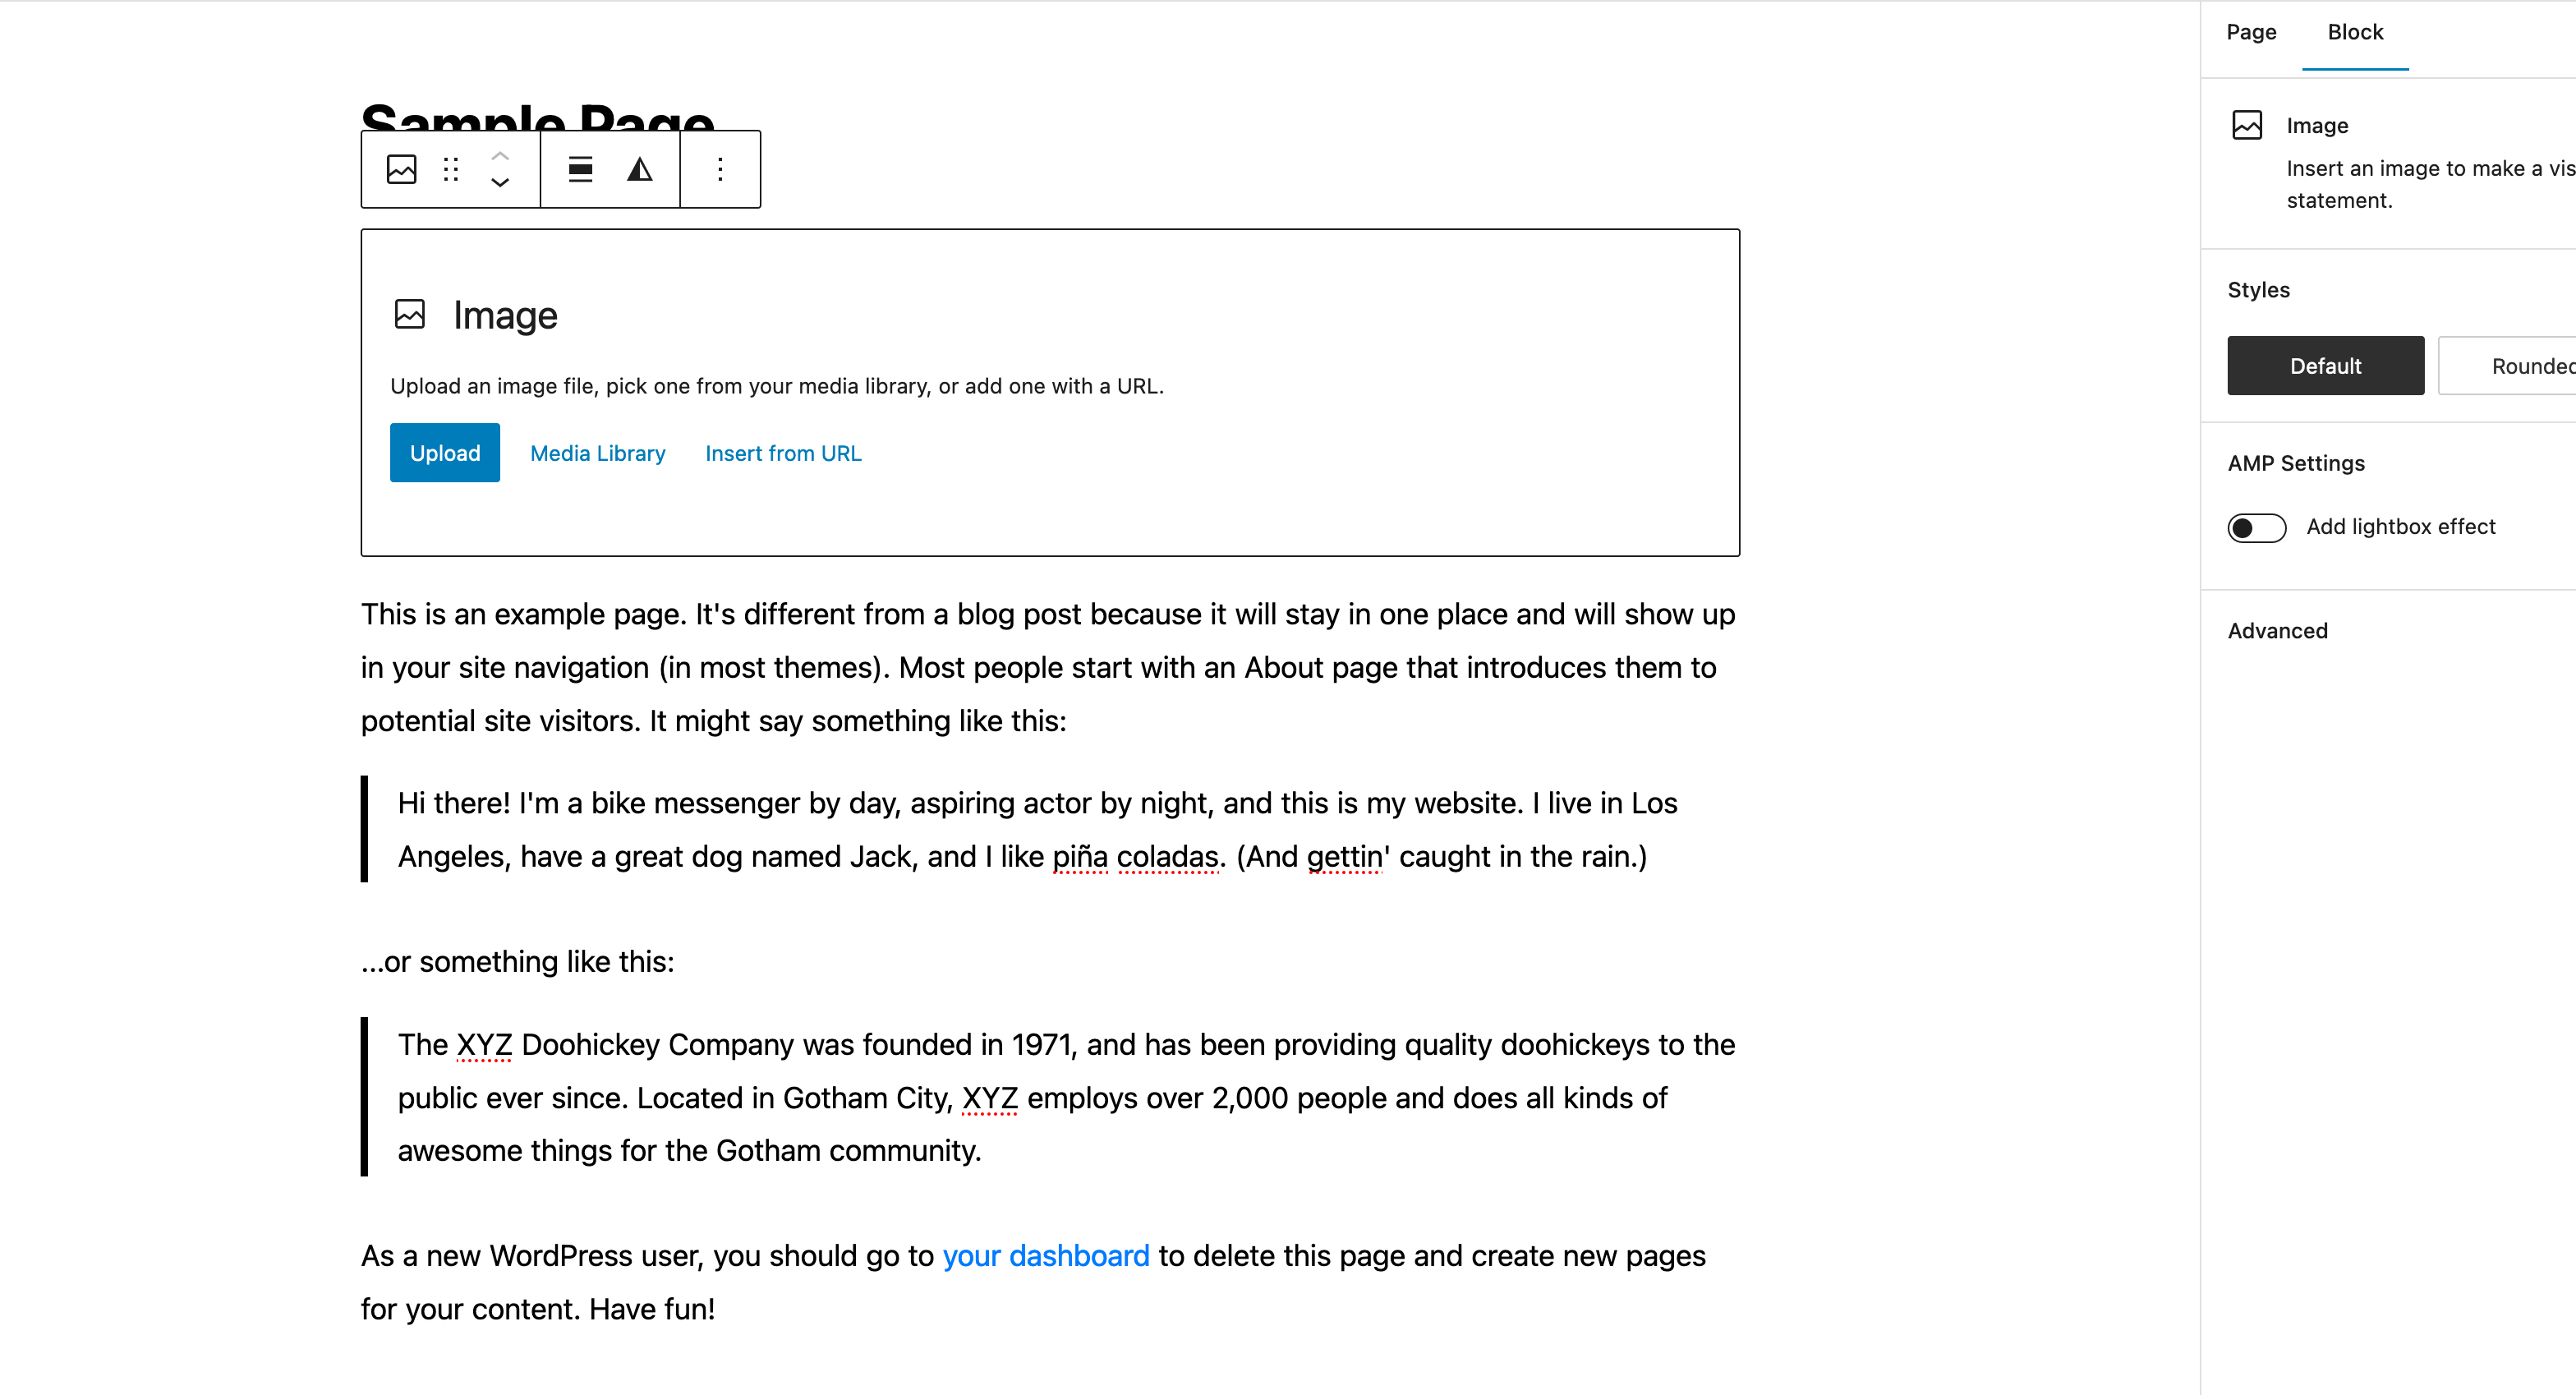 Page Block
Sample Page
Image
Insert an image to make a vis
statement.
Styles
Default Rounded
AMP Settings
Add lightbox effect
Advanced
Image
Upload an image file, pick one from your media library, or add one with a URL.
Upload Media Library Insert from URL
This is an example page. It's different from a blog post because it will stay in one place and will show up
in your site navigation (in most themes). Most people start with an About page that introduces them to
potential site visitors. It might say something like this:
Hi there! I'm a bike messenger by day, aspiring actor by night, and this is my website. I live in Los
Angeles, have a great dog named Jack, and I like piña coladas. (And gettin' caught in the rain.)
...or something like this:
The XYZ Doohickey Company was founded in 1971, and has been providing quality doohickeys to the
public ever since. Located in Gotham City, XYZ employs over 2,000 people and does all kinds of
awesome things for the Gotham community.
As a new WordPress user, you should go to your dashboard to delete this page and create new pages
for your content. Have fun!